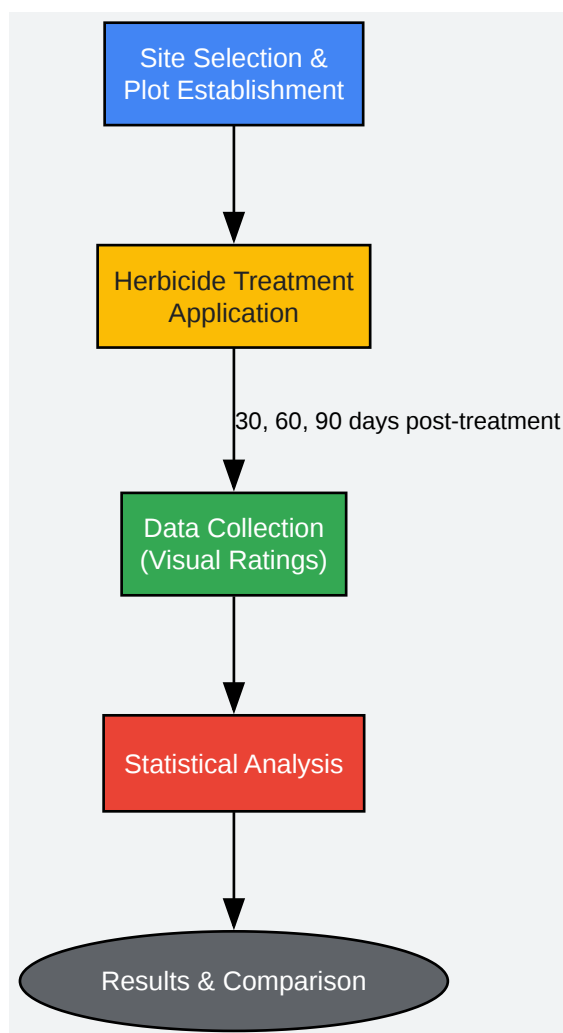 Site Selection &
Plot Establishment
Herbicide Treatment
Application
30, 60, 90 days post-treatment
Data Collection
(Visual Ratings)
Statistical Analysis
Results & Comparison